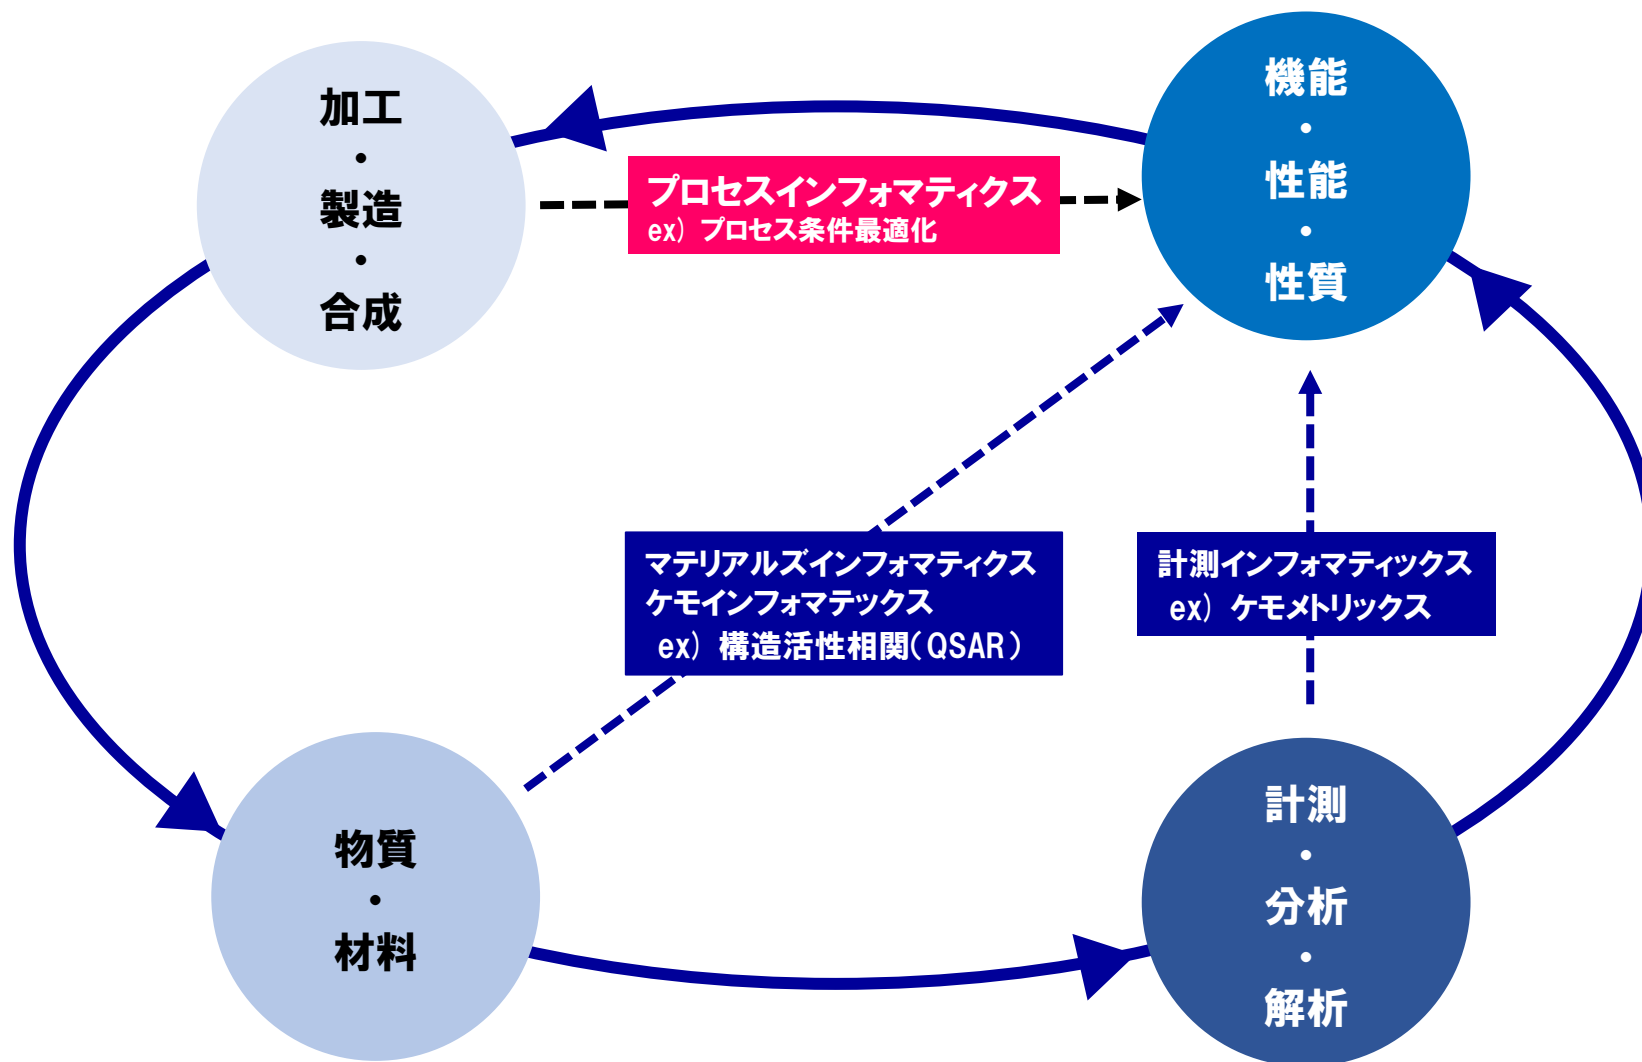 加工
・
製造
・
合成
機能
・
性能
・
性質
プロセスインフォマティクス
ex) プロセス条件最適化
マテリアルズインフォマティクス
ケモインフォマテックス
ex) 構造活性相関(QSAR)
計測インフォマティックス
ex) ケモメトリックス
物質
・
材料
計測
・
分析
・
解析